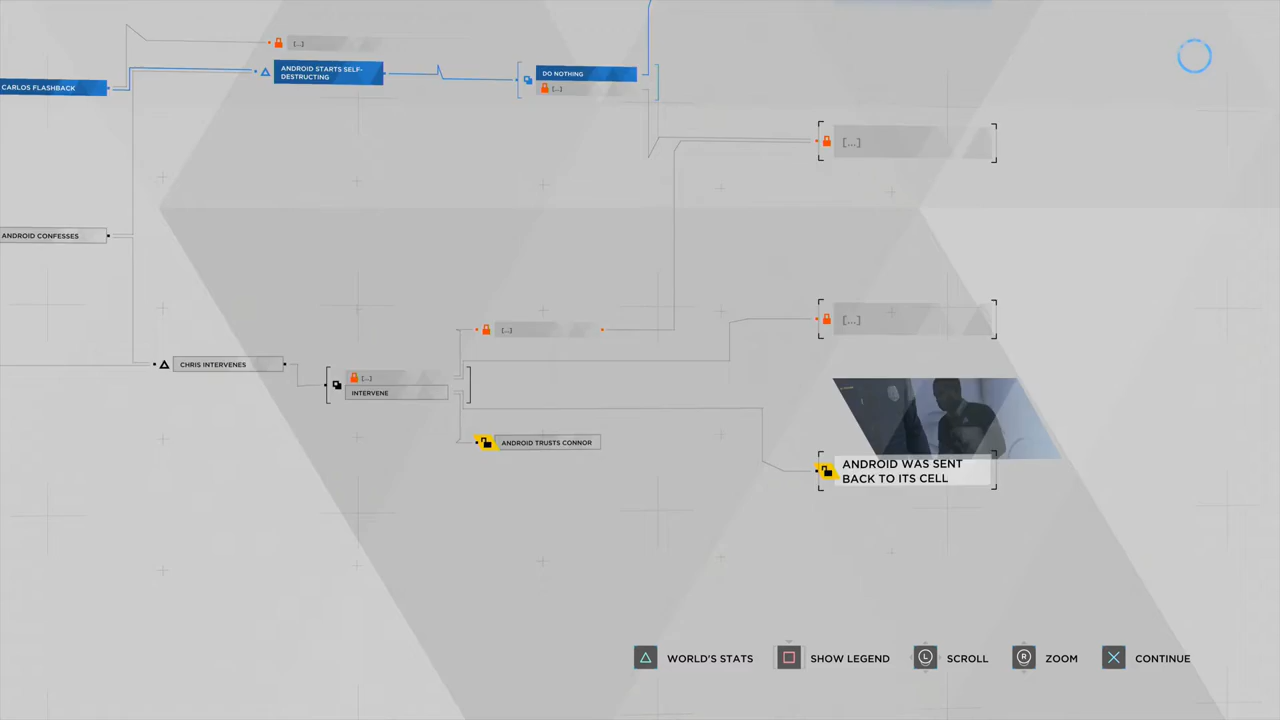 [...]
ANDROID STARTS SELF-
DESTRUCTING
DO NOTHING
CARLOS FLASHBACK
[...]
[...]
ANDROID CONFESSES
[...]
[...]
CHRIS INTERVENES
[...]
INTERVENE
ANDROID TRUSTS CONNOR
ANDROID WAS SENT
BACK TO ITS CELL
WORLD'S STATS
SHOW LEGEND
L
SCROLL
R
ZOOM
CONTINUE